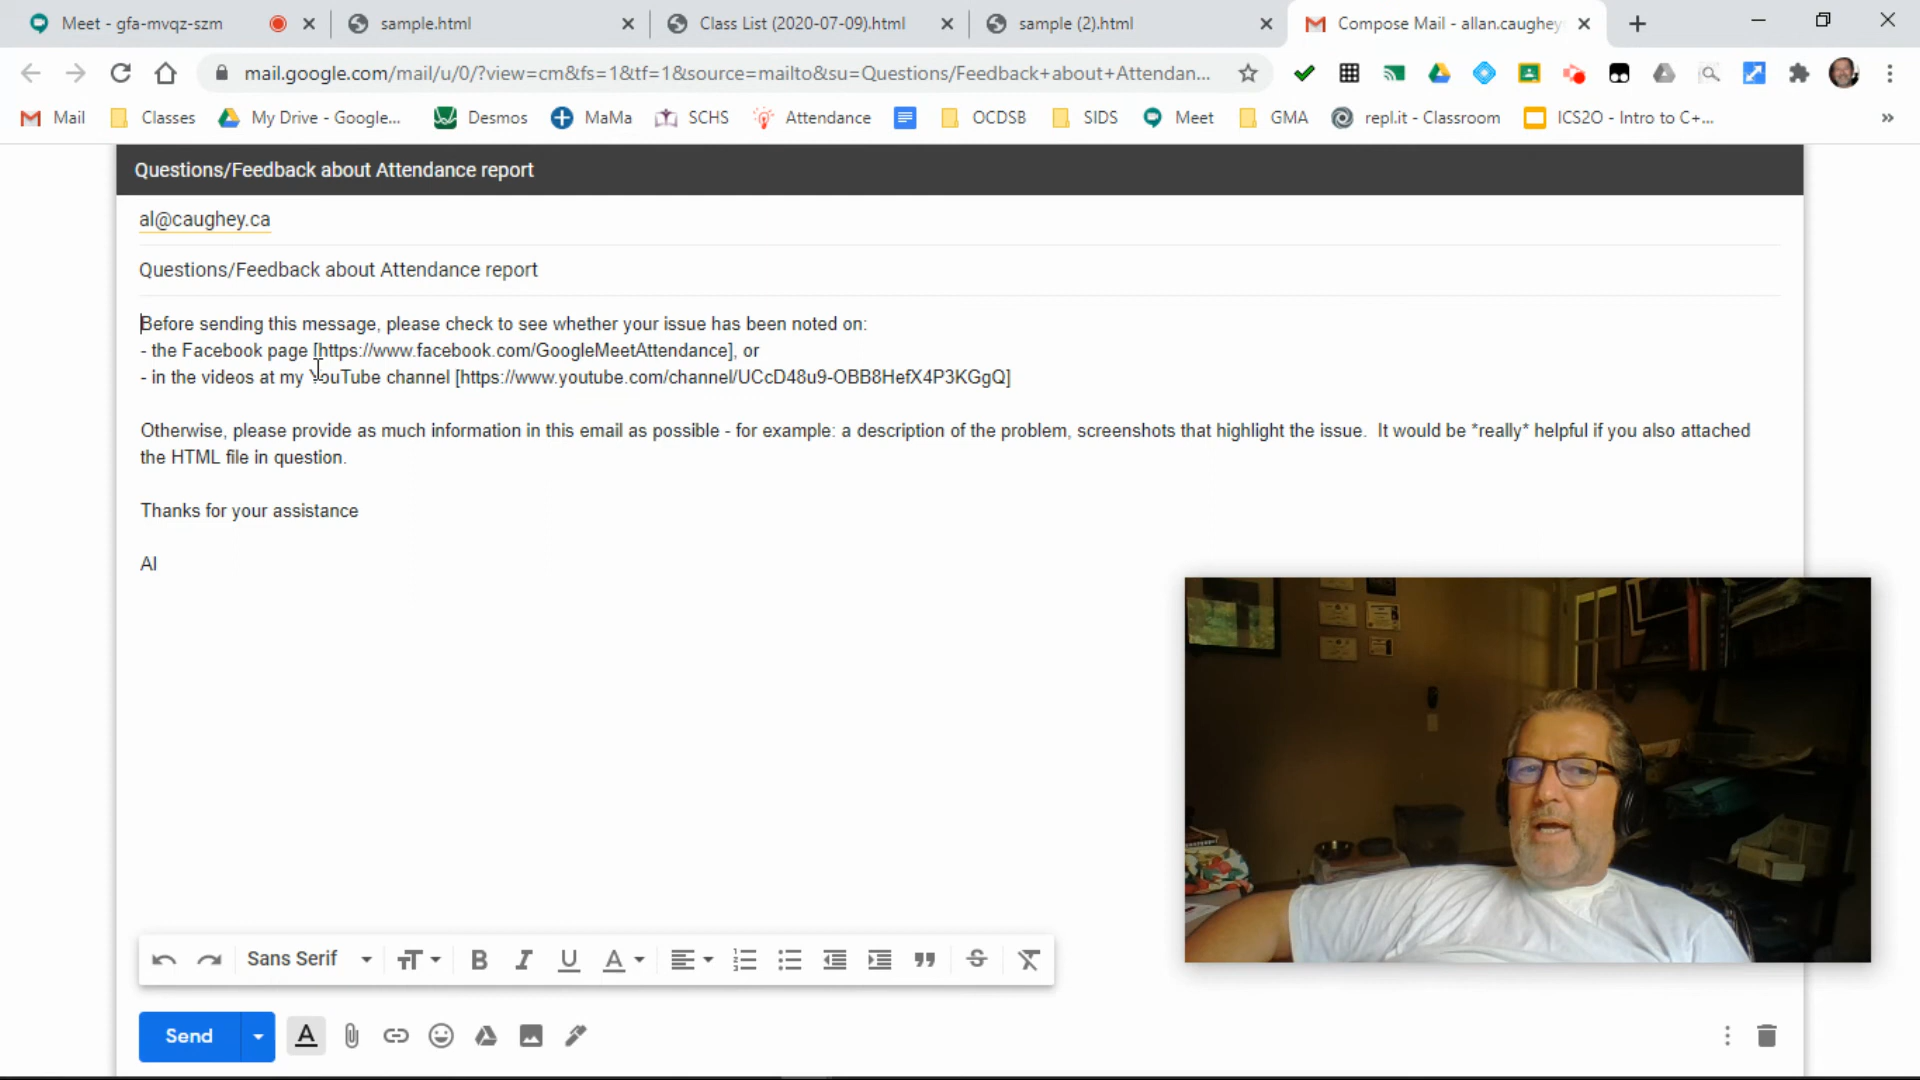 Meet - gfa-mvqz-szm
sample.html
Class List (2020-07-09).html
sample (2).html
Compose Mail - allan.caughey
mail.google.com/mail/u/0/?view=cm&fs=1&tf=1&source=mailto&su=Questions/Feedback+about+Attendan...
Mail
Classes
My Drive - Google...
Desmos
MaMa
SCHS
Attendance
OCDSB
SIDS
Meet
GMA
repl.it - Classroom
ICS2O - Intro to C+...
»
Questions/Feedback about Attendance report
al@caughey.ca
Questions/Feedback about Attendance report
Before sending this message, please check to see whether your issue has been noted on:
- the Facebook page [https://www.facebook.com/GoogleMeetAttendance], or
- in the videos at my YouTube channel [https://www.youtube.com/channel/UCcD48u9-OBB8HefX4P3KGgQ]
Otherwise, please provide as much information in this email as possible - for example: a description of the problem, screenshots that highlight the issue.  It would be *really* helpful if you also attached
the HTML file in question.
Thanks for your assistance
Al
Sans Serif
Send